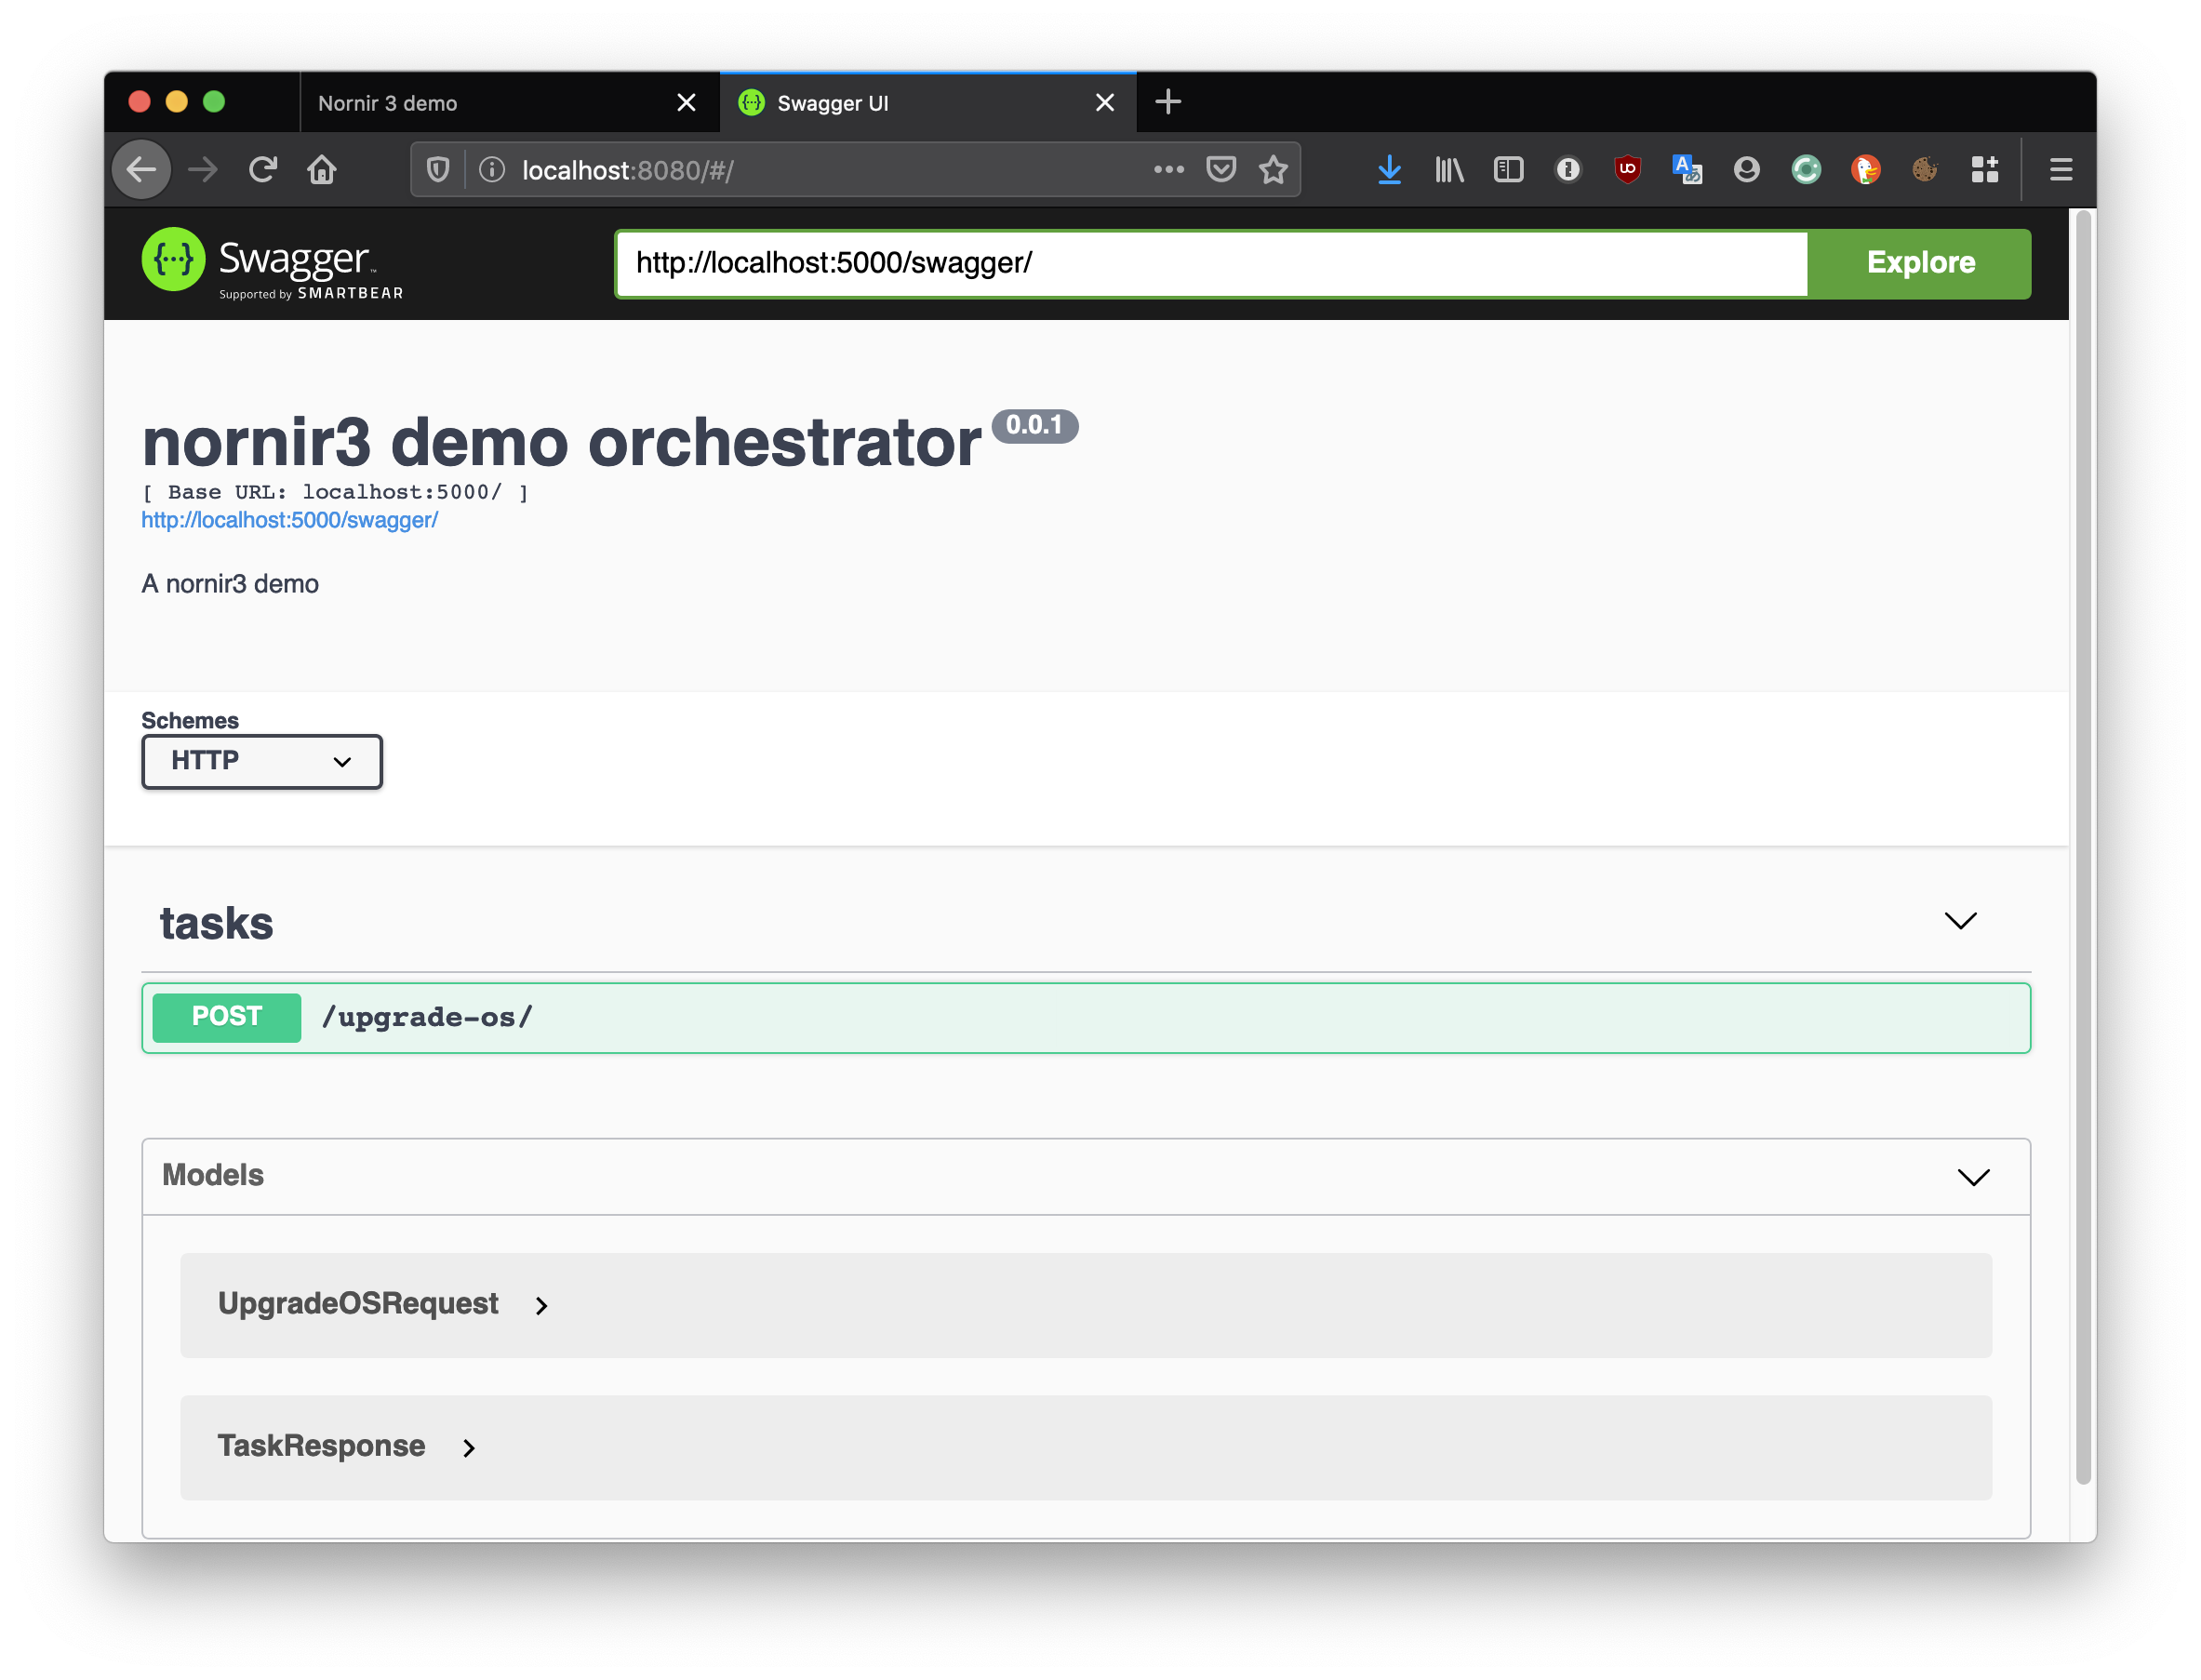 Nornir 3 demo
Swagger UI
localhost:8080/#/
Swagger™
Supported by SMARTBEAR
http://localhost:5000/swagger/
Explore
nornir3 demo orchestrator 0.0.1
[ Base URL: localhost:5000/ ]
http://localhost:5000/swagger/
A nornir3 demo
Schemes
HTTP
tasks
POST /upgrade-os/
Models
UpgradeOSRequest
TaskResponse